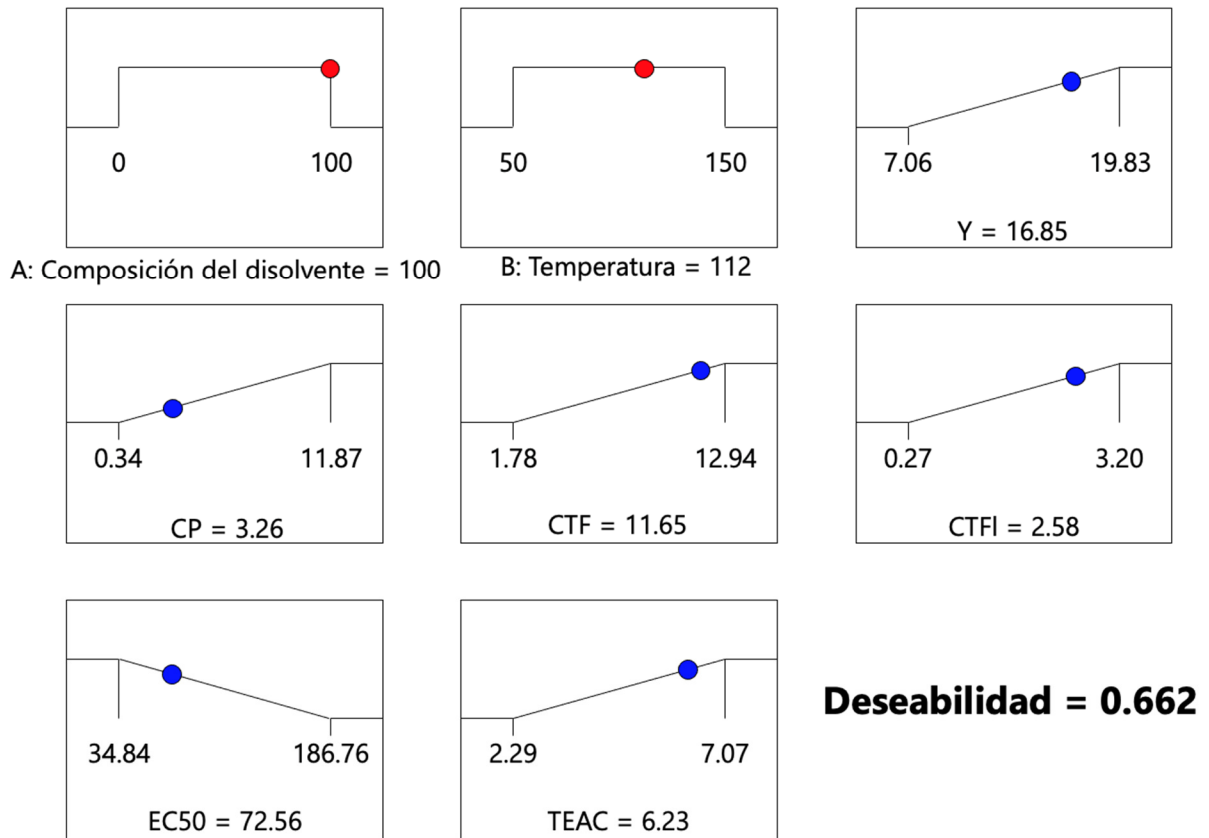 0 100
50 150
7.06 19.83
Y = 16.85
A: Composición del disolvente = 100
B: Temperatura = 112
0.34 11.87
CP = 3.26
1.78 12.94
CTF = 11.65
0.27 3.20
CTFl = 2.58
34.84 186.76
EC50 = 72.56
2.29 7.07
TEAC = 6.23
Deseabilidad = 0.662